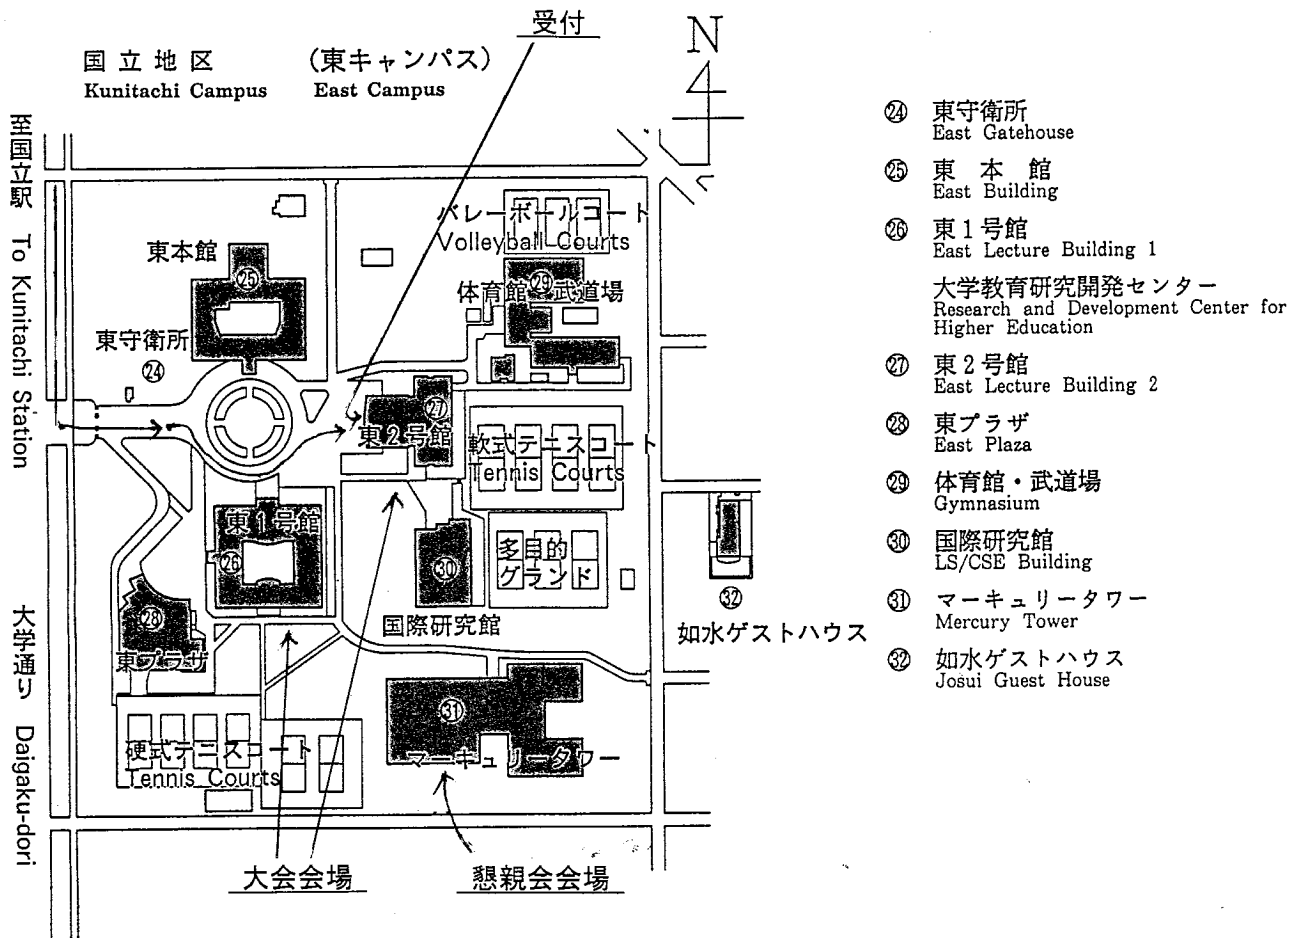 受付
国立地区 (東キャンパス)
Kunitachi Campus East Campus
N
至国立駅 To Kunitachi Station
大学通り Daigaku-dori
バレーボールコート
Volleyball Courts
東本館
㉕
㉙
体育館・武道場
東守衛所
㉔
㉗
東2号館
軟式テニスコート
Tennis Courts
東1号館
㉖
㉚
多目的
グランド
国際研究館
㉘
東プラザ
㉜
如水ゲストハウス
㉛
マーキュリータワー
硬式テニスコート
Tennis Courts
大会会場
懇親会会場
㉔ 東守衛所
East Gatehouse
㉕ 東本館
East Building
㉖ 東1号館
East Lecture Building 1
大学教育研究開発センター
Research and Development Center for
Higher Education
㉗ 東2号館
East Lecture Building 2
㉘ 東プラザ
East Plaza
㉙ 体育館・武道場
Gymnasium
㉚ 国際研究館
LS/CSE Building
㉛ マーキュリータワー
Mercury Tower
㉜ 如水ゲストハウス
Josui Guest House